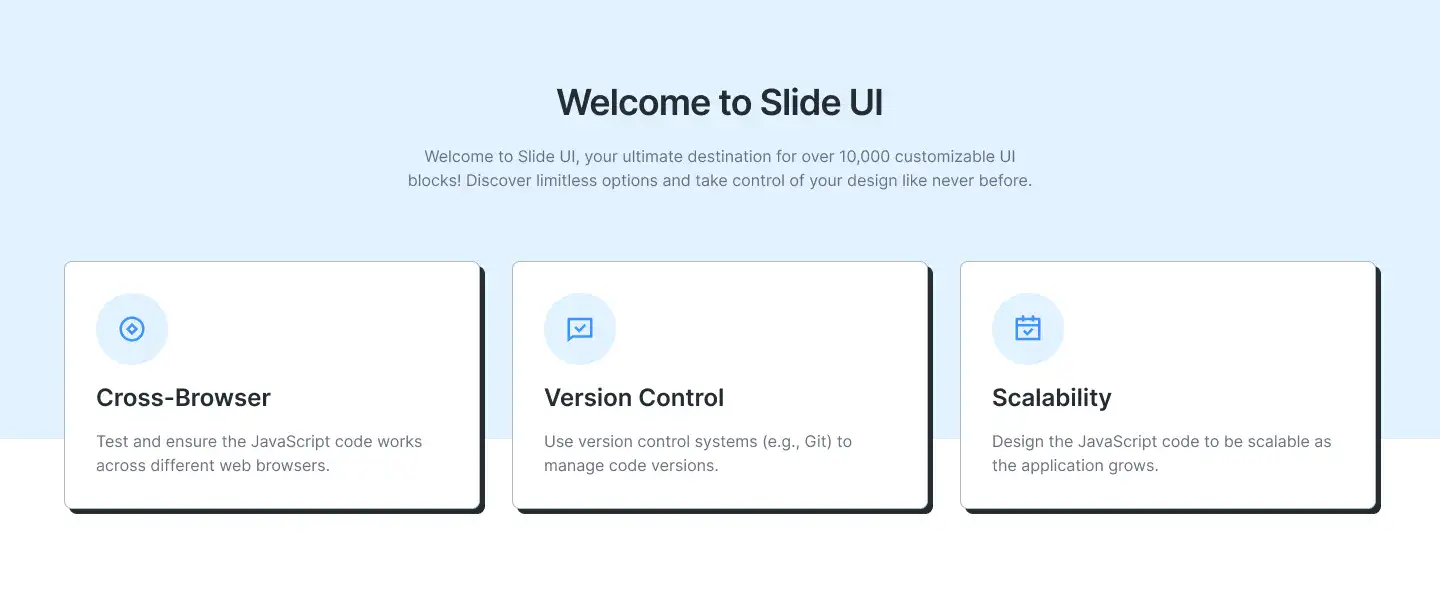 Welcome to Slide UI
Welcome to Slide UI, your ultimate destination for over 10,000 customizable UI
blocks! Discover limitless options and take control of your design like never before.
Cross-Browser
Test and ensure the JavaScript code works
across different web browsers.
Version Control
Use version control systems (e.g., Git) to
manage code versions.
Scalability
Design the JavaScript code to be scalable as
the application grows.